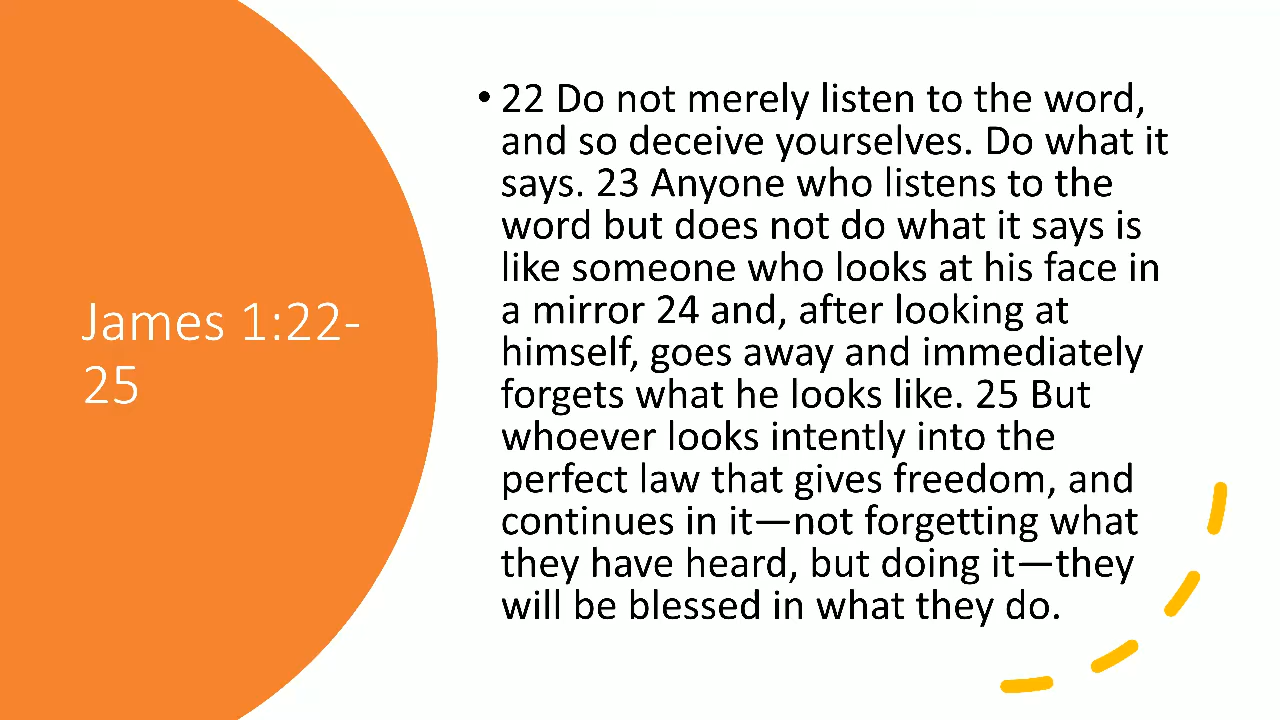 James 1:22-
25
• 22 Do not merely listen to the word,
and so deceive yourselves. Do what it
says. 23 Anyone who listens to the
word but does not do what it says is
like someone who looks at his face in
a mirror 24 and, after looking at
himself, goes away and immediately
forgets what he looks like. 25 But
whoever looks intently into the
perfect law that gives freedom, and
continues in it—not forgetting what
they have heard, but doing it—they
will be blessed in what they do.